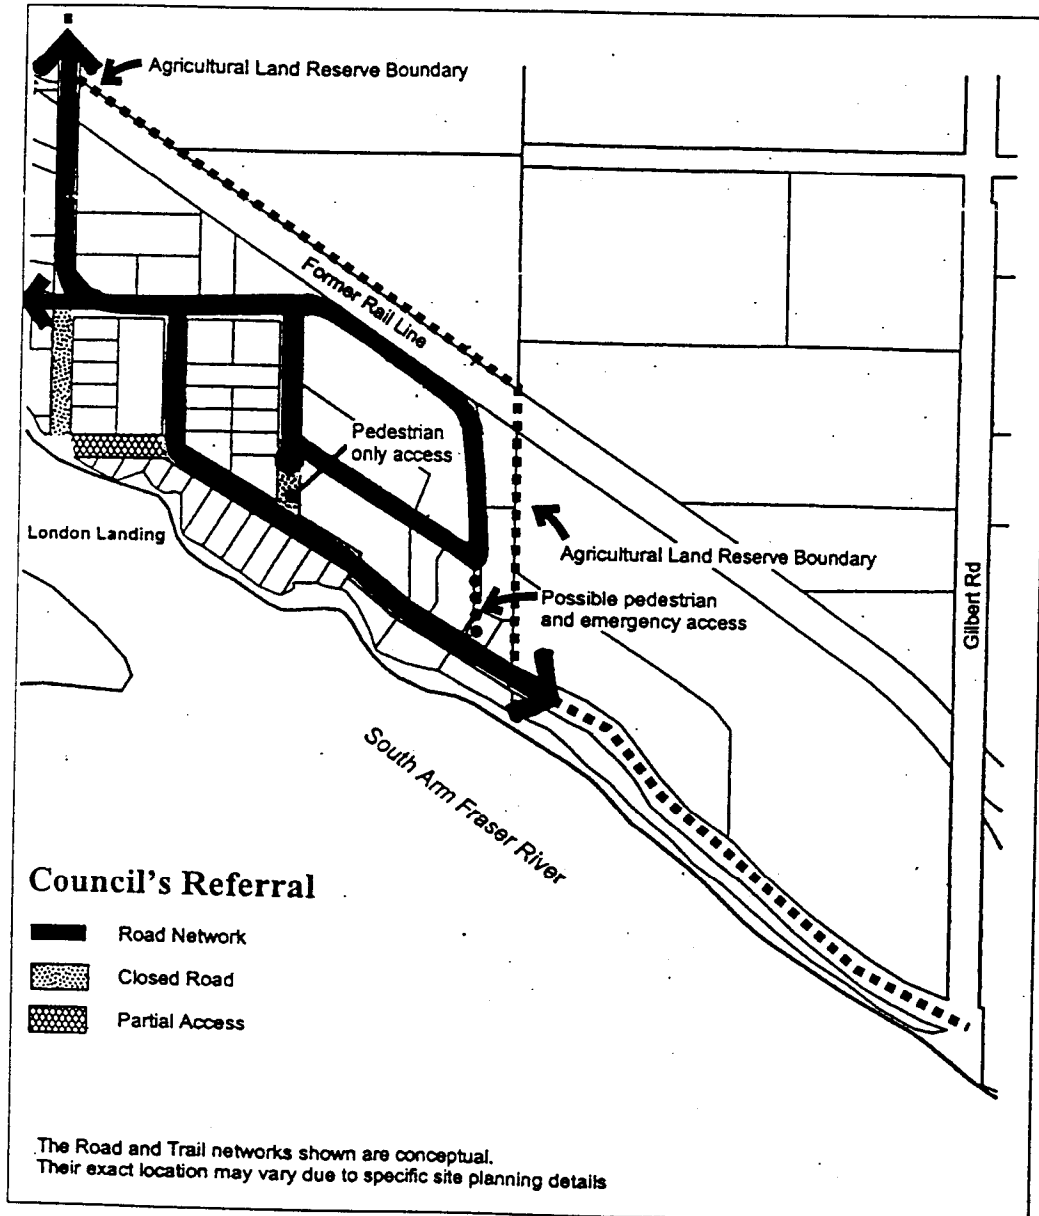 Agricultural Land Reserve Boundary
Former Rail Line
Pedestrian
only access
London Landing
Agricultural Land Reserve Boundary
Possible pedestrian
and emergency access
Gilbert Rd
South Arm Fraser River
Council's Referral
Road Network
Closed Road
Partial Access
The Road and Trail networks shown are conceptual.
Their exact location may vary due to specific site planning details